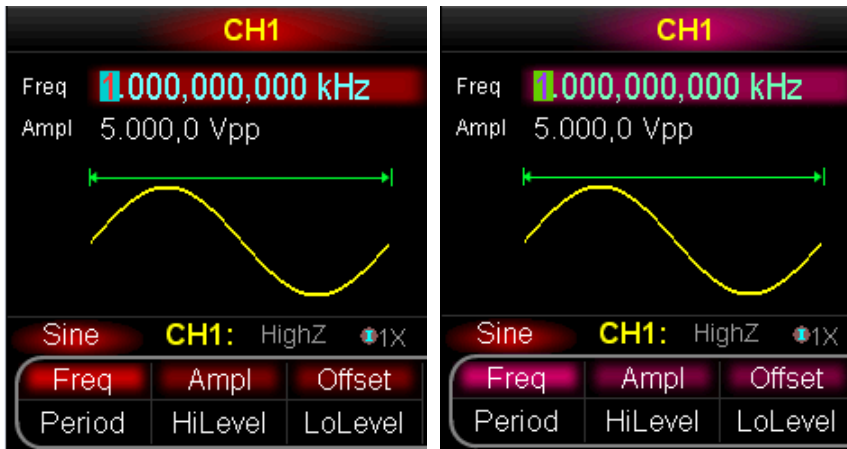 CH1
Freq 1.000,000,000 kHz
Ampl 5.000,0 Vpp
Sine CH1: HighZ 1X
Freq Ampl Offset
Period HiLevel LoLevel
CH1
Freq 1.000,000,000 kHz
Ampl 5.000,0 Vpp
Sine CH1: HighZ 1X
Freq Ampl Offset
Period HiLevel LoLevel